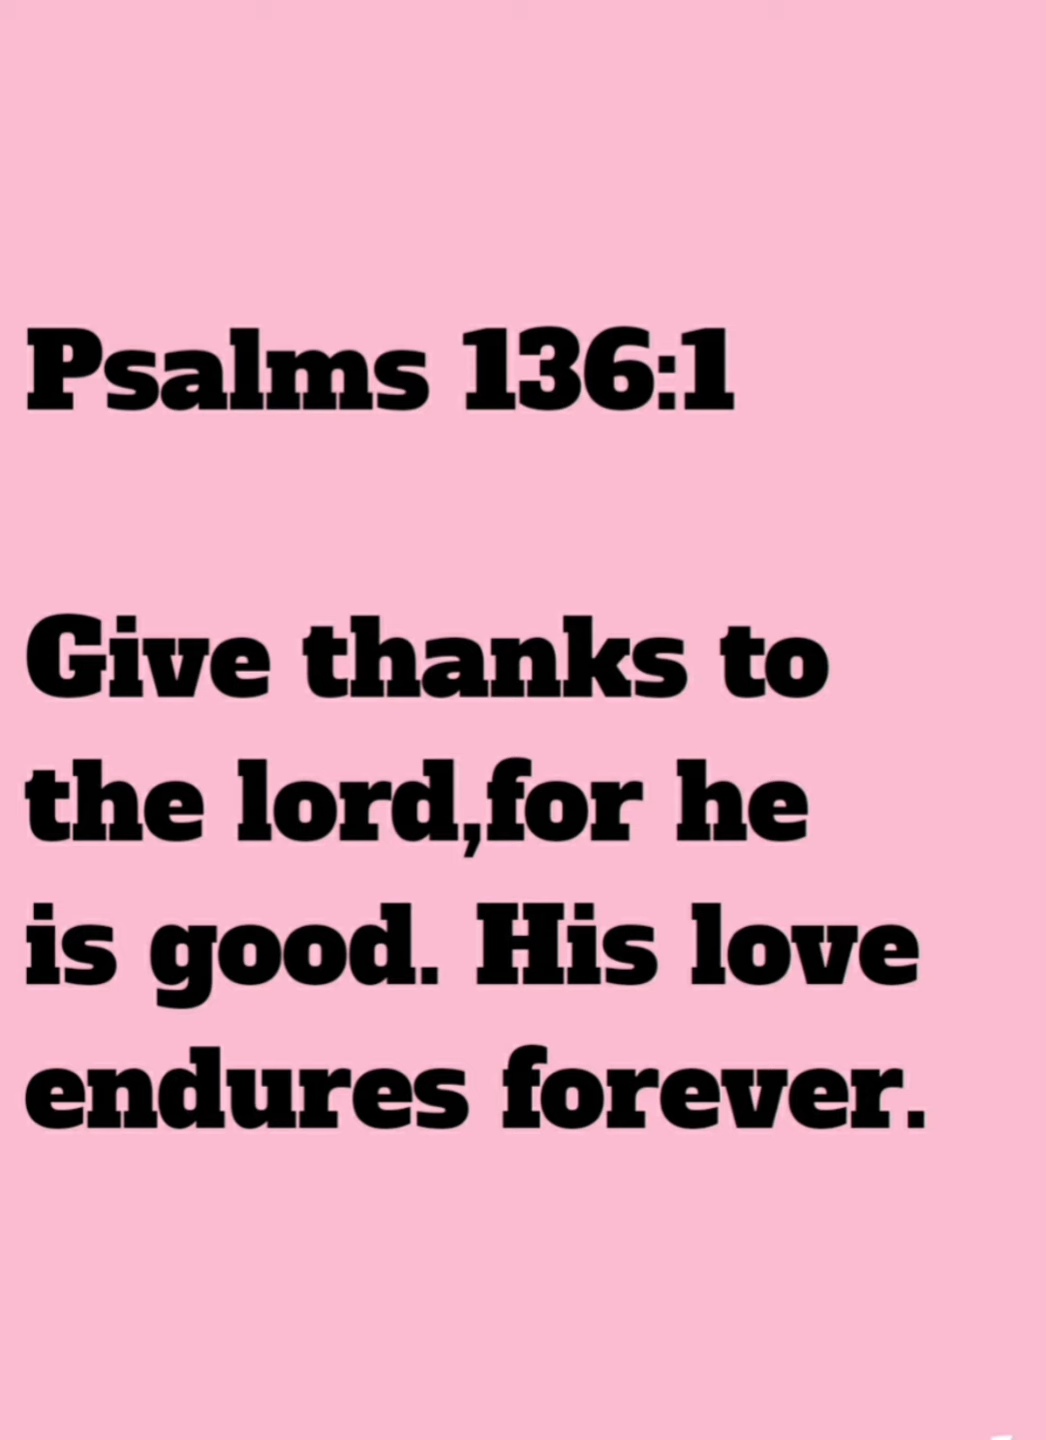 Psalms 136:1
Give thanks to
the lord,for he
is good. His love
endures forever.